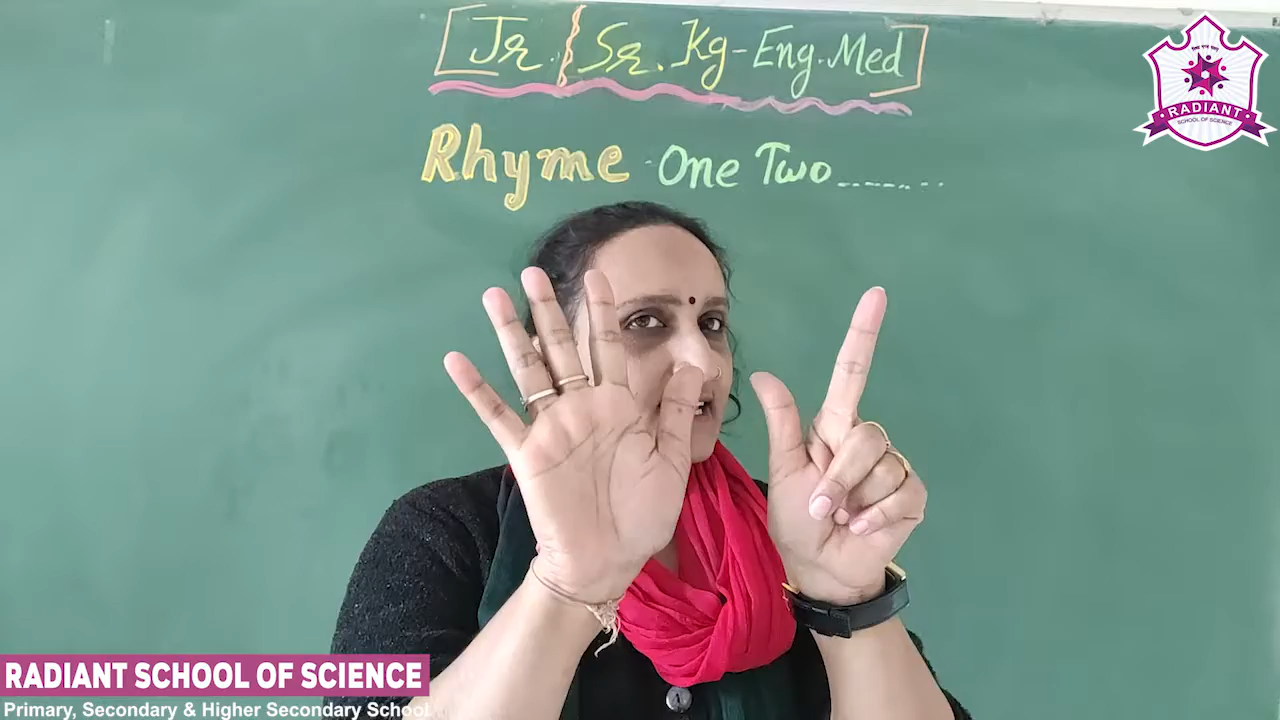 [Jr. Sr. Kg - Eng. Med]
Rhyme - One Two........
RADIANT
SCHOOL OF SCIENCE
RADIANT SCHOOL OF SCIENCE
Primary, Secondary & Higher Secondary School